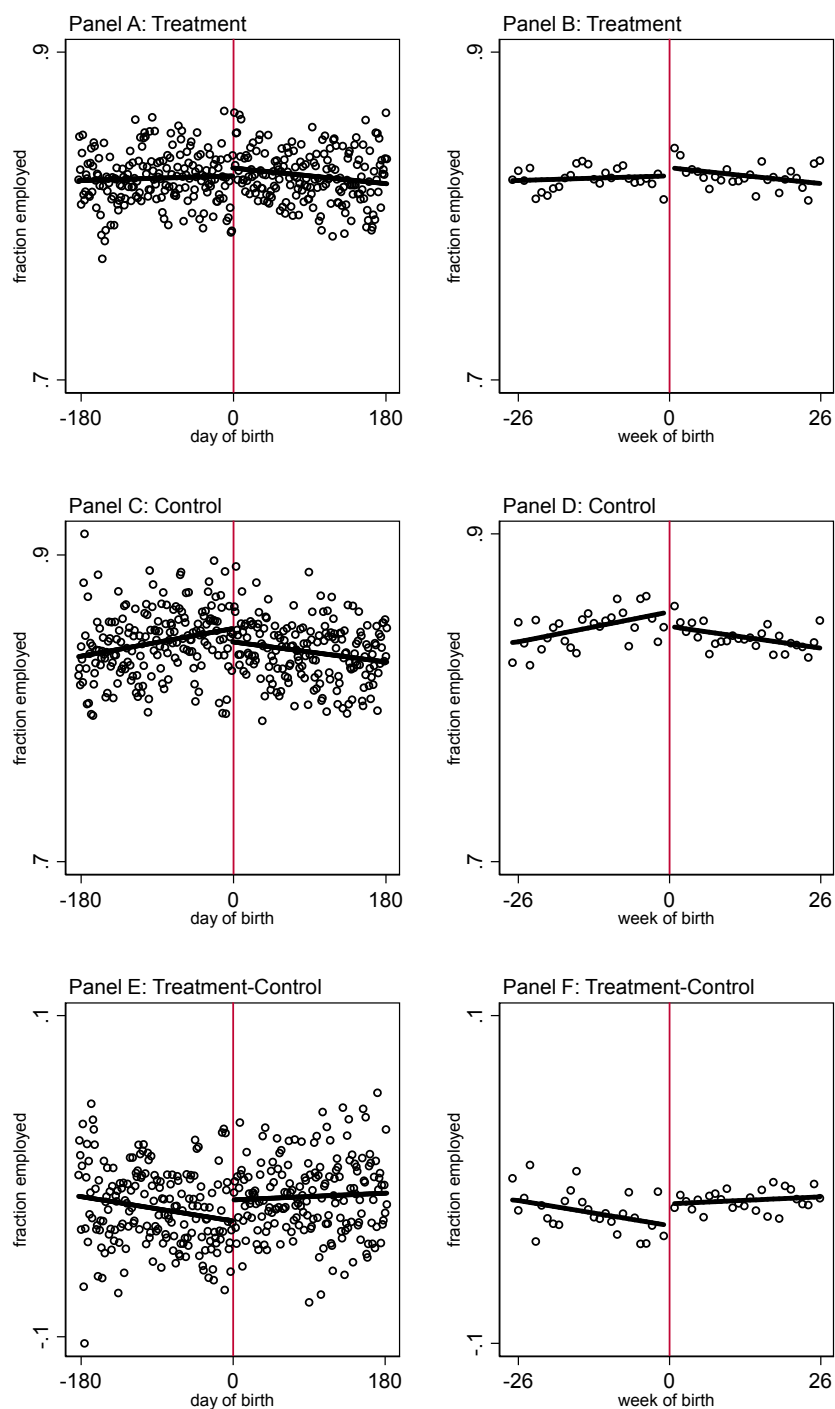 Panel A: Treatment
fraction employed
.9
.7
-180 0 180
day of birth
Panel B: Treatment
fraction employed
.9
.7
-26 0 26
week of birth
Panel C: Control
fraction employed
.9
.7
-180 0 180
day of birth
Panel D: Control
fraction employed
.9
.7
-26 0 26
week of birth
Panel E: Treatment-Control
fraction employed
.1
-.1
-180 0 180
day of birth
Panel F: Treatment-Control
fraction employed
.1
-.1
-26 0 26
week of birth